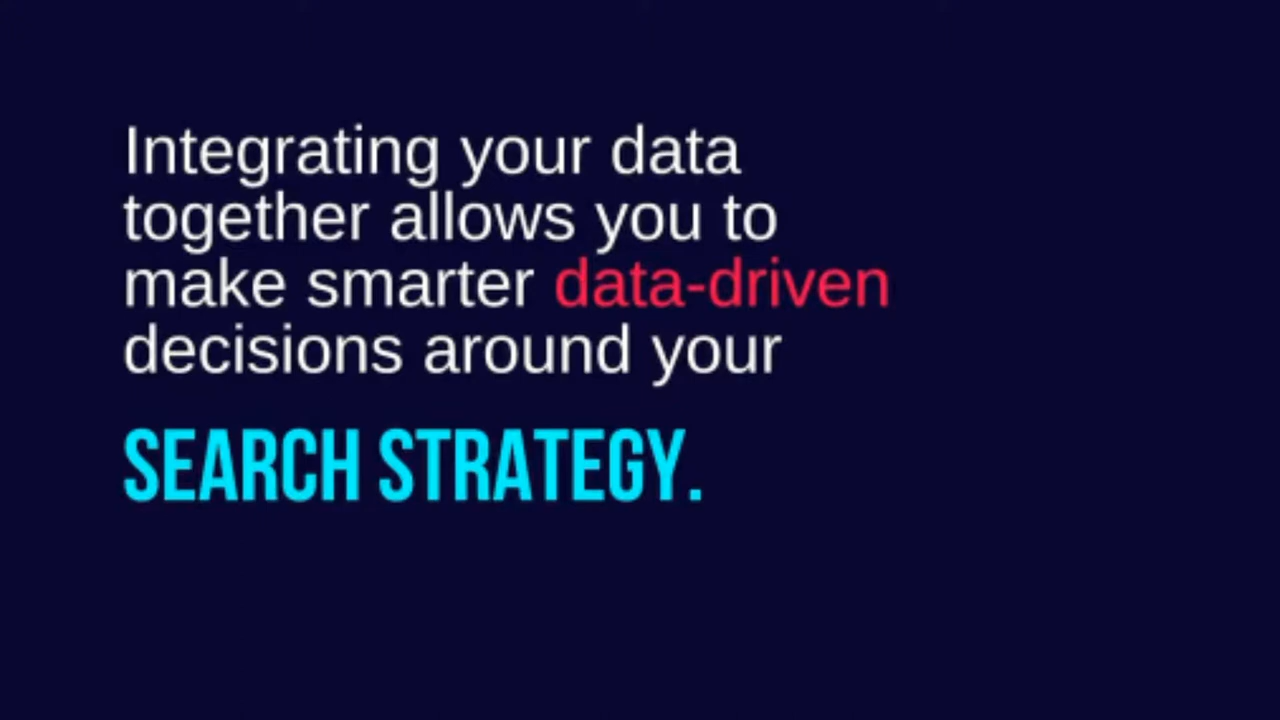 Integrating your data
together allows you to
make smarter data-driven
decisions around your
SEARCH STRATEGY.